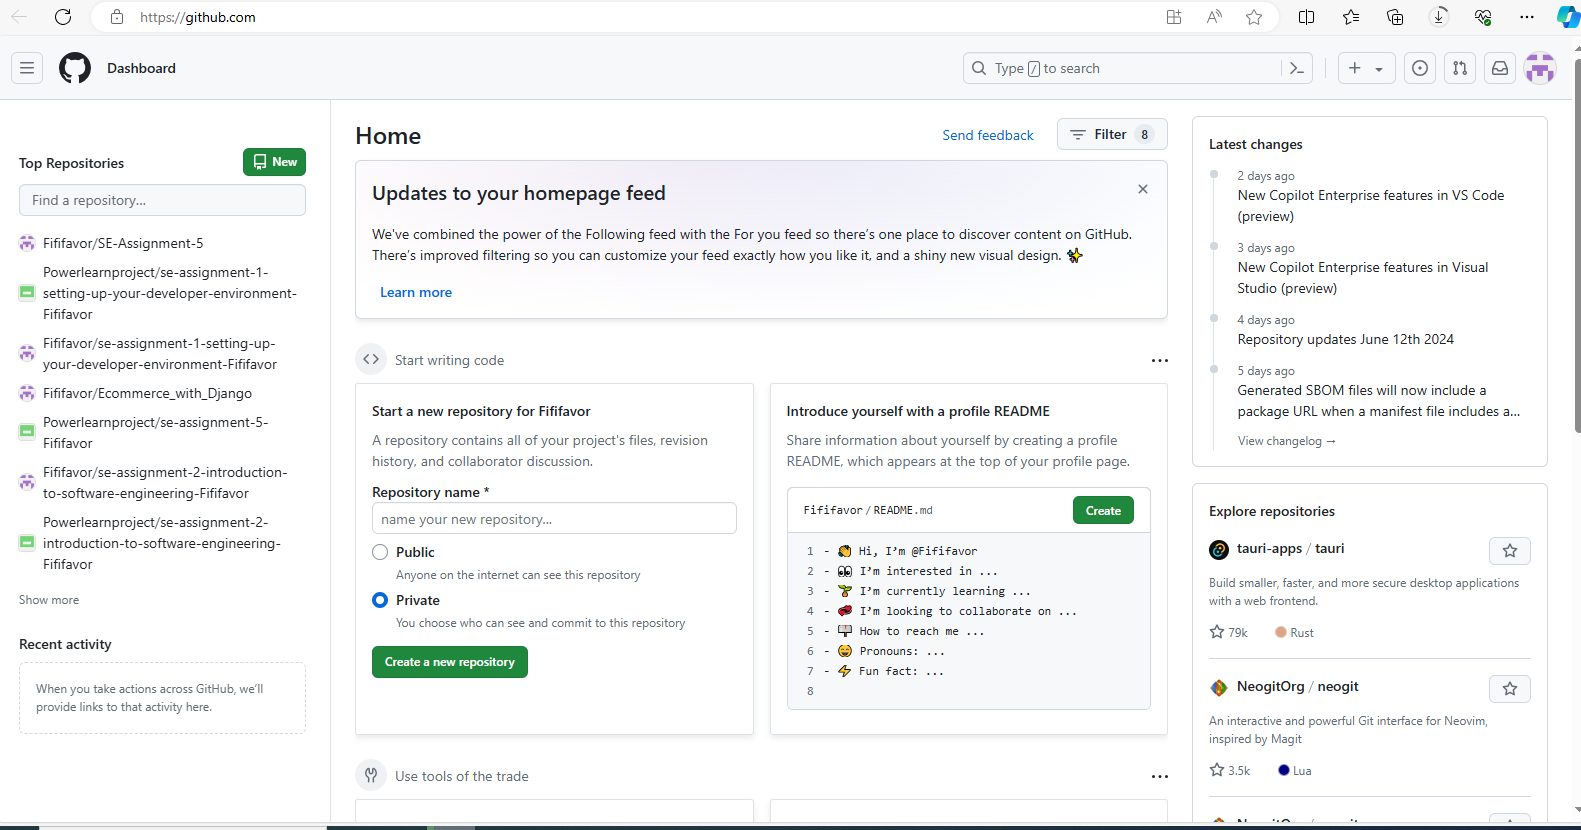 https://github.com
Dashboard
Type / to search
Top Repositories
New
Find a repository...
Fififavor/SE-Assignment-5
Powerlearnproject/se-assignment-1-
setting-up-your-developer-environment-
Fififavor
Fififavor/se-assignment-1-setting-up-
your-developer-environment-Fififavor
Fififavor/Ecommerce_with_Django
Powerlearnproject/se-assignment-5-
Fififavor
Fififavor/se-assignment-2-introduction-
to-software-engineering-Fififavor
Powerlearnproject/se-assignment-2-
introduction-to-software-engineering-
Fififavor
Show more
Recent activity
When you take actions across GitHub, we'll
provide links to that activity here.
Home
Send feedback
Filter 8
Updates to your homepage feed
We've combined the power of the Following feed with the For you feed so there's one place to discover content on GitHub.
There's improved filtering so you can customize your feed exactly how you like it, and a shiny new visual design. ✨
Learn more
Start writing code
Start a new repository for Fififavor
A repository contains all of your project's files, revision
history, and collaborator discussion.
Repository name *
name your new repository...
Public
Anyone on the internet can see this repository
Private
You choose who can see and commit to this repository
Create a new repository
Introduce yourself with a profile README
Share information about yourself by creating a profile
README, which appears at the top of your profile page.
Fififavor / README.md
Create
1 - 👋 Hi, I'm @Fififavor
2 - 👀 I'm interested in ...
3 - 🌱 I'm currently learning ...
4 - 💞️ I'm looking to collaborate on ...
5 - 📫 How to reach me ...
6 - 😄 Pronouns: ...
7 - ⚡ Fun fact: ...
8
Use tools of the trade
Latest changes
2 days ago
New Copilot Enterprise features in VS Code
(preview)
3 days ago
New Copilot Enterprise features in Visual
Studio (preview)
4 days ago
Repository updates June 12th 2024
5 days ago
Generated SBOM files will now include a
package URL when a manifest file includes a...
View changelog →
Explore repositories
tauri-apps / tauri
Build smaller, faster, and more secure desktop applications
with a web frontend.
79k Rust
NeogitOrg / neogit
An interactive and powerful Git interface for Neovim,
inspired by Magit
3.5k Lua